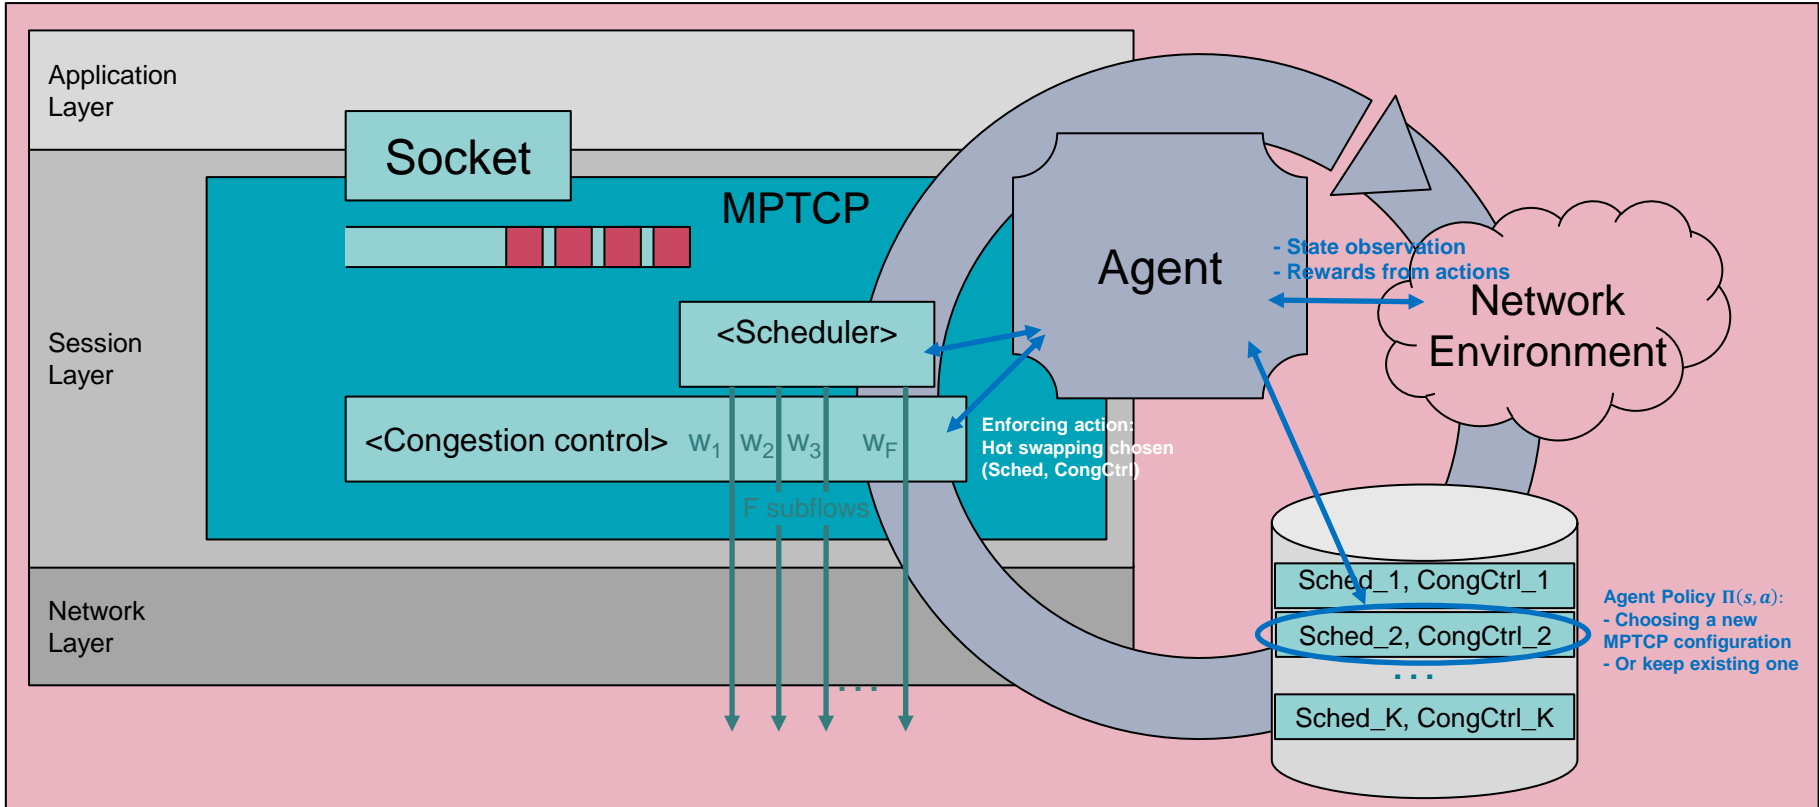 Application
Layer
Socket
MPTCP
Session
Layer
<Scheduler>
<Congestion control>
w1 w2 w3 wF
F subflows
Network
Layer
...
Agent
- State observation
- Rewards from actions
Network
Environment
Enforcing action:
Hot swapping chosen
(Sched, CongCtrl)
Sched_1, CongCtrl_1
Sched_2, CongCtrl_2
...
Sched_K, CongCtrl_K
Agent Policy Π(s, a):
- Choosing a new
MPTCP configuration
- Or keep existing one